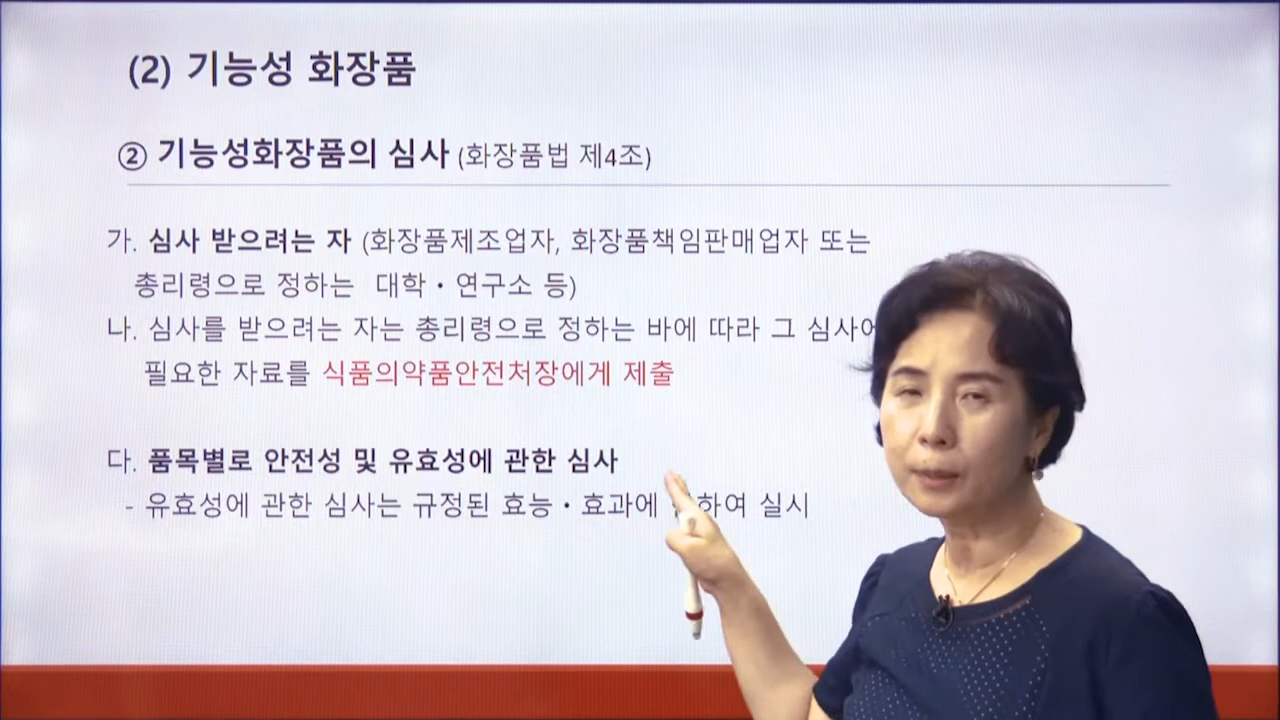 (2) 기능성 화장품
② 기능성화장품의 심사 (화장품법 제4조)
가. 심사 받으려는 자 (화장품제조업자, 화장품책임판매업자 또는
총리령으로 정하는 대학・연구소 등)
나. 심사를 받으려는 자는 총리령으로 정하는 바에 따라 그
필요한 자료를 식품의약품안전처장에게 제출
다. 품목별로 안전성 및 유효성에 관한 심사
- 유효성에 관한 심사는 규정된 효능・효과에 실시